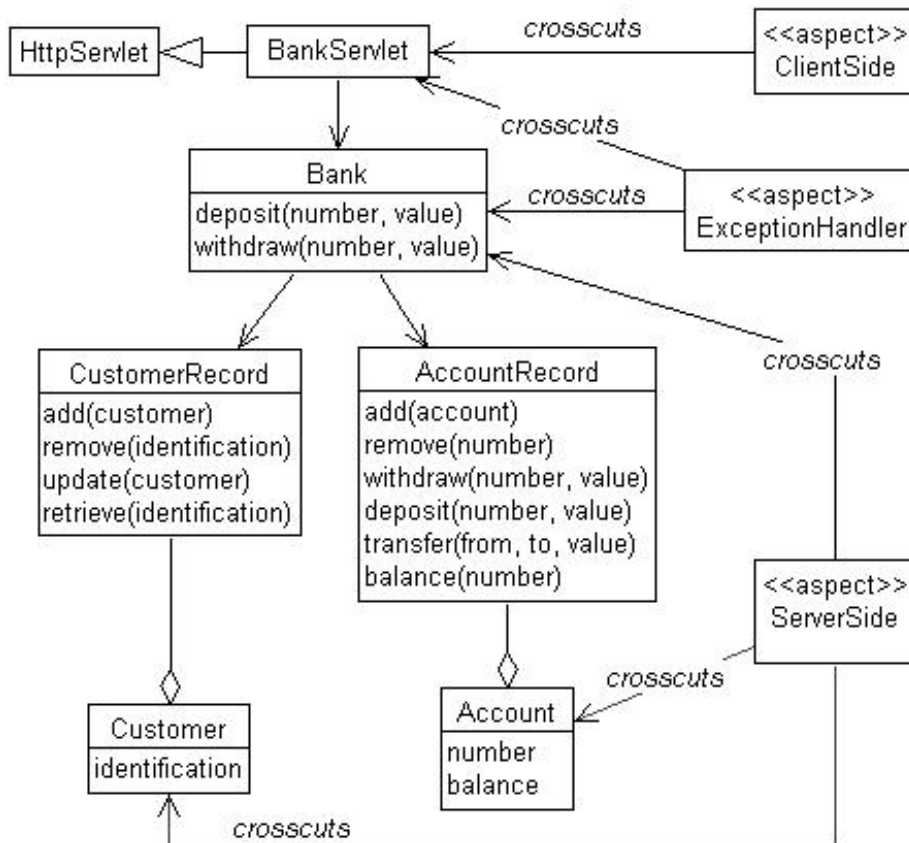 crosscuts
HttpServlet
BankServlet
<<aspect>>
ClientSide
crosscuts
Bank
deposit(number, value)
withdraw(number, value)
crosscuts
<<aspect>>
ExceptionHandler
crosscuts
CustomerRecord
add(customer)
remove(identification)
update(customer)
retrieve(identification)
AccountRecord
add(account)
remove(number)
withdraw(number, value)
deposit(number, value)
transfer(from, to, value)
balance(number)
<<aspect>>
ServerSide
crosscuts
Customer
identification
Account
number
balance
crosscuts